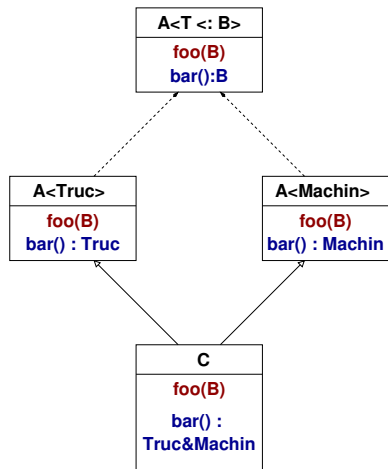 A<T <: B>
foo(B)
bar():B
A<Truc>
foo(B)
bar() : Truc
A<Machin>
foo(B)
bar() : Machin
C
foo(B)
bar() :
Truc&Machin